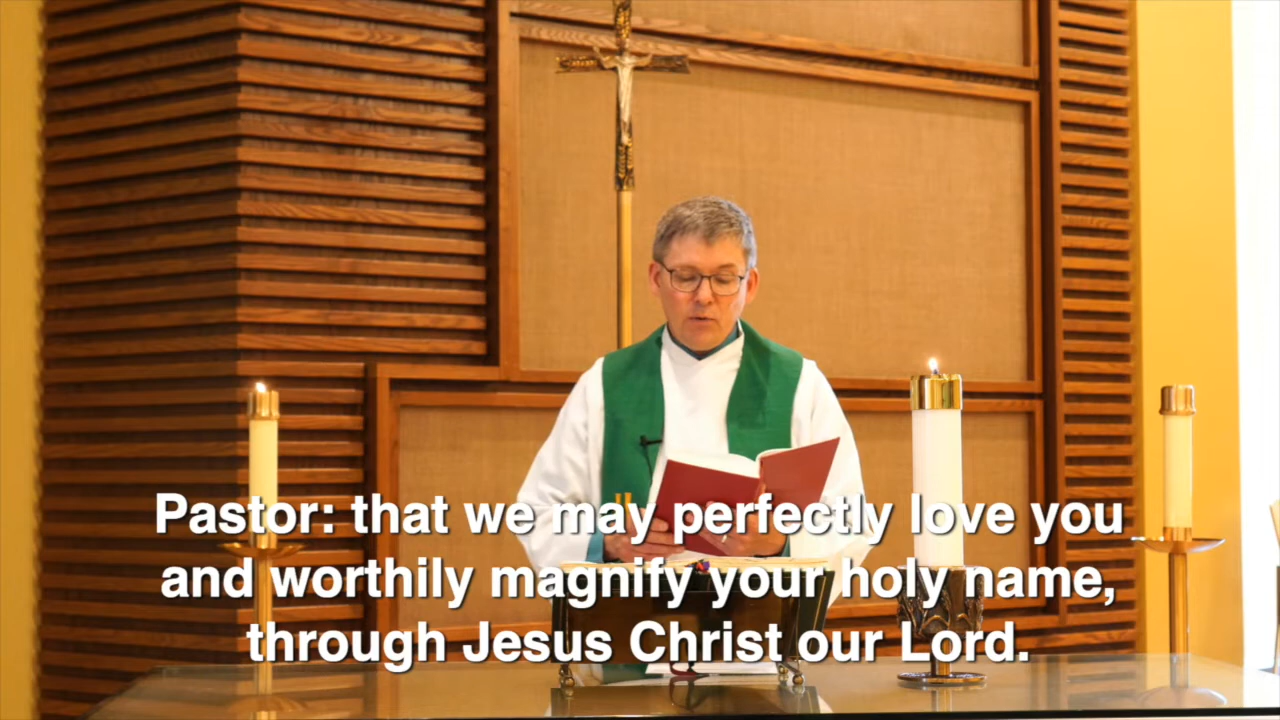 Pastor: that we may perfectly love you
and worthily magnify your holy name,
through Jesus Christ our Lord.